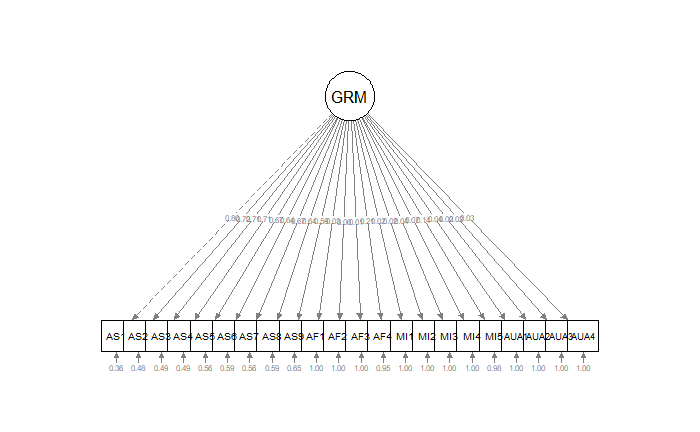 GRM
0.80 0.72 0.71 0.71 0.67 0.64 0.67 0.64 0.59 0.03 0.00 0.01 0.21 0.02 0.02 0.04 0.07 0.14 0.04 0.02 0.02 0.03
AS1 AS2 AS3 AS4 AS5 AS6 AS7 AS8 AS9 AF1 AF2 AF3 AF4 MI1 MI2 MI3 MI4 MI5 AUA1 AUA2 AUA3 AUA4
0.36 0.48 0.49 0.49 0.56 0.59 0.56 0.59 0.65 1.00 1.00 1.00 0.95 1.00 1.00 1.00 1.00 0.98 1.00 1.00 1.00 1.00